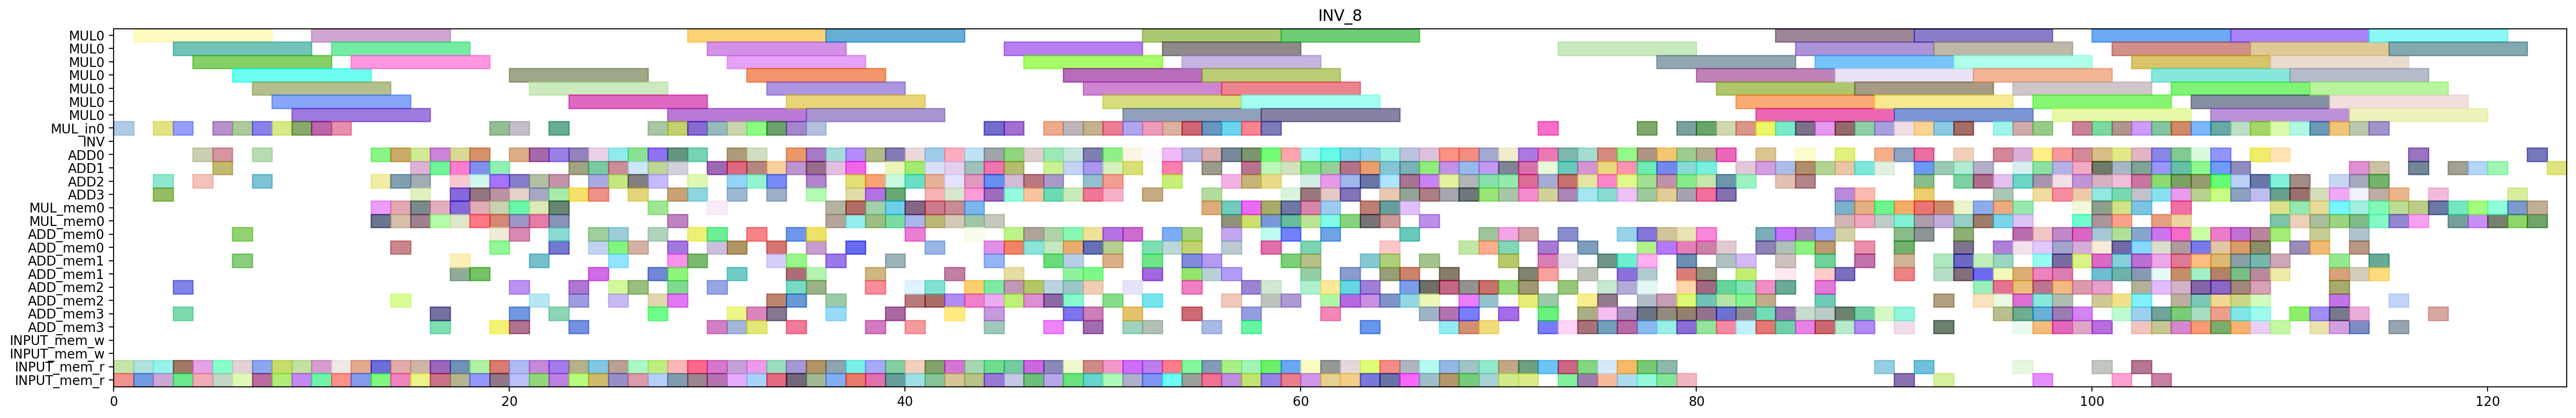 INV_8
MUL0
MUL0
MUL0
MUL0
MUL0
MUL0
MUL0
MUL_in0
INV
ADD0
ADD1
ADD2
ADD3
MUL_mem0
MUL_mem0
ADD_mem0
ADD_mem0
ADD_mem1
ADD_mem1
ADD_mem2
ADD_mem2
ADD_mem3
ADD_mem3
INPUT_mem_w
INPUT_mem_w
INPUT_mem_r
INPUT_mem_r
0 20 40 60 80 100 120